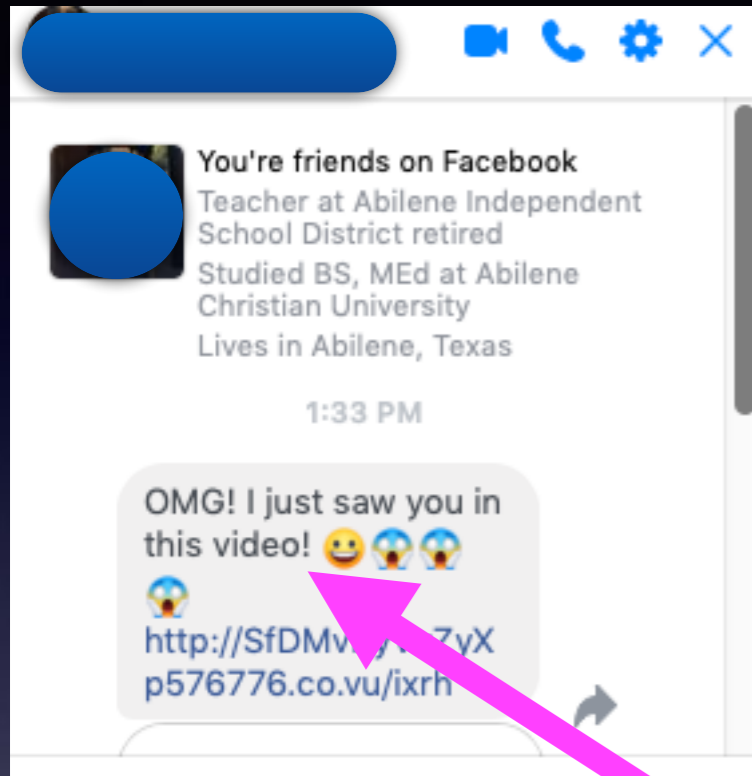 You're friends on Facebook
Teacher at Abilene Independent
School District retired
Studied BS, MEd at Abilene
Christian University
Lives in Abilene, Texas
1:33 PM
OMG! I just saw you in
this video! 😀😱😱
😱
p576776.co.vu/ixrh